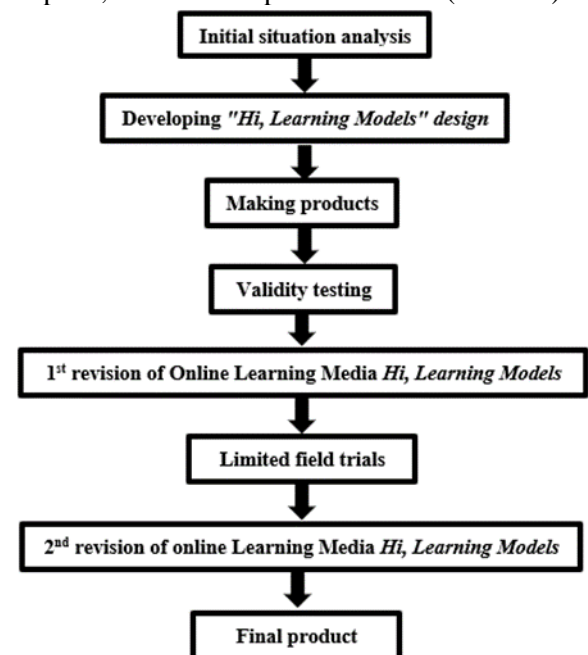 Initial situation analysis
Developing "Hi, Learning Models" design
Making products
Validity testing
1st revision of Online Learning Media Hi, Learning Models
Limited field trials
2nd revision of online Learning Media Hi, Learning Models
Final product